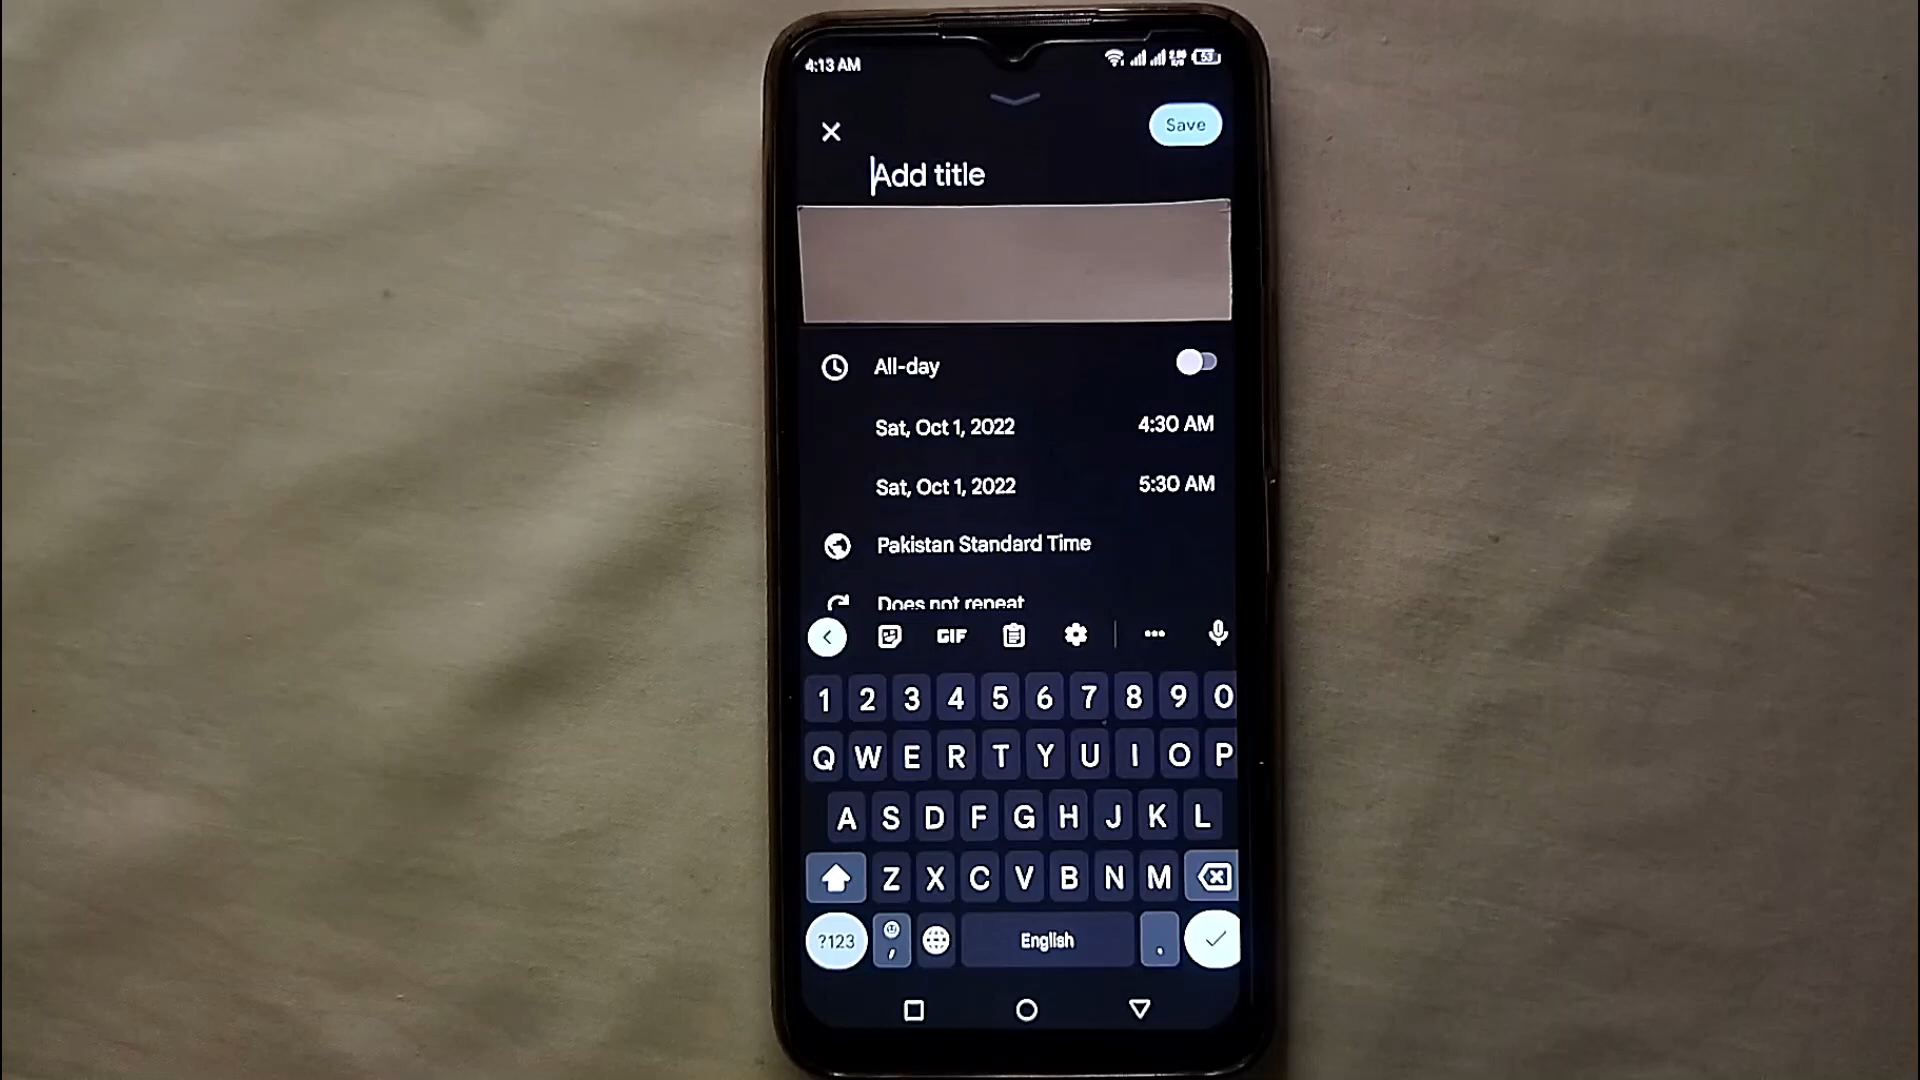 4:13 AM
53
Save
Add title
All-day
Sat, Oct 1, 2022 4:30 AM
Sat, Oct 1, 2022 5:30 AM
Pakistan Standard Time
Does not repeat
GIF
1 2 3 4 5 6 7 8 9 0
Q W E R T Y U I O P
A S D F G H J K L
Z X C V B N M
?123 , English .